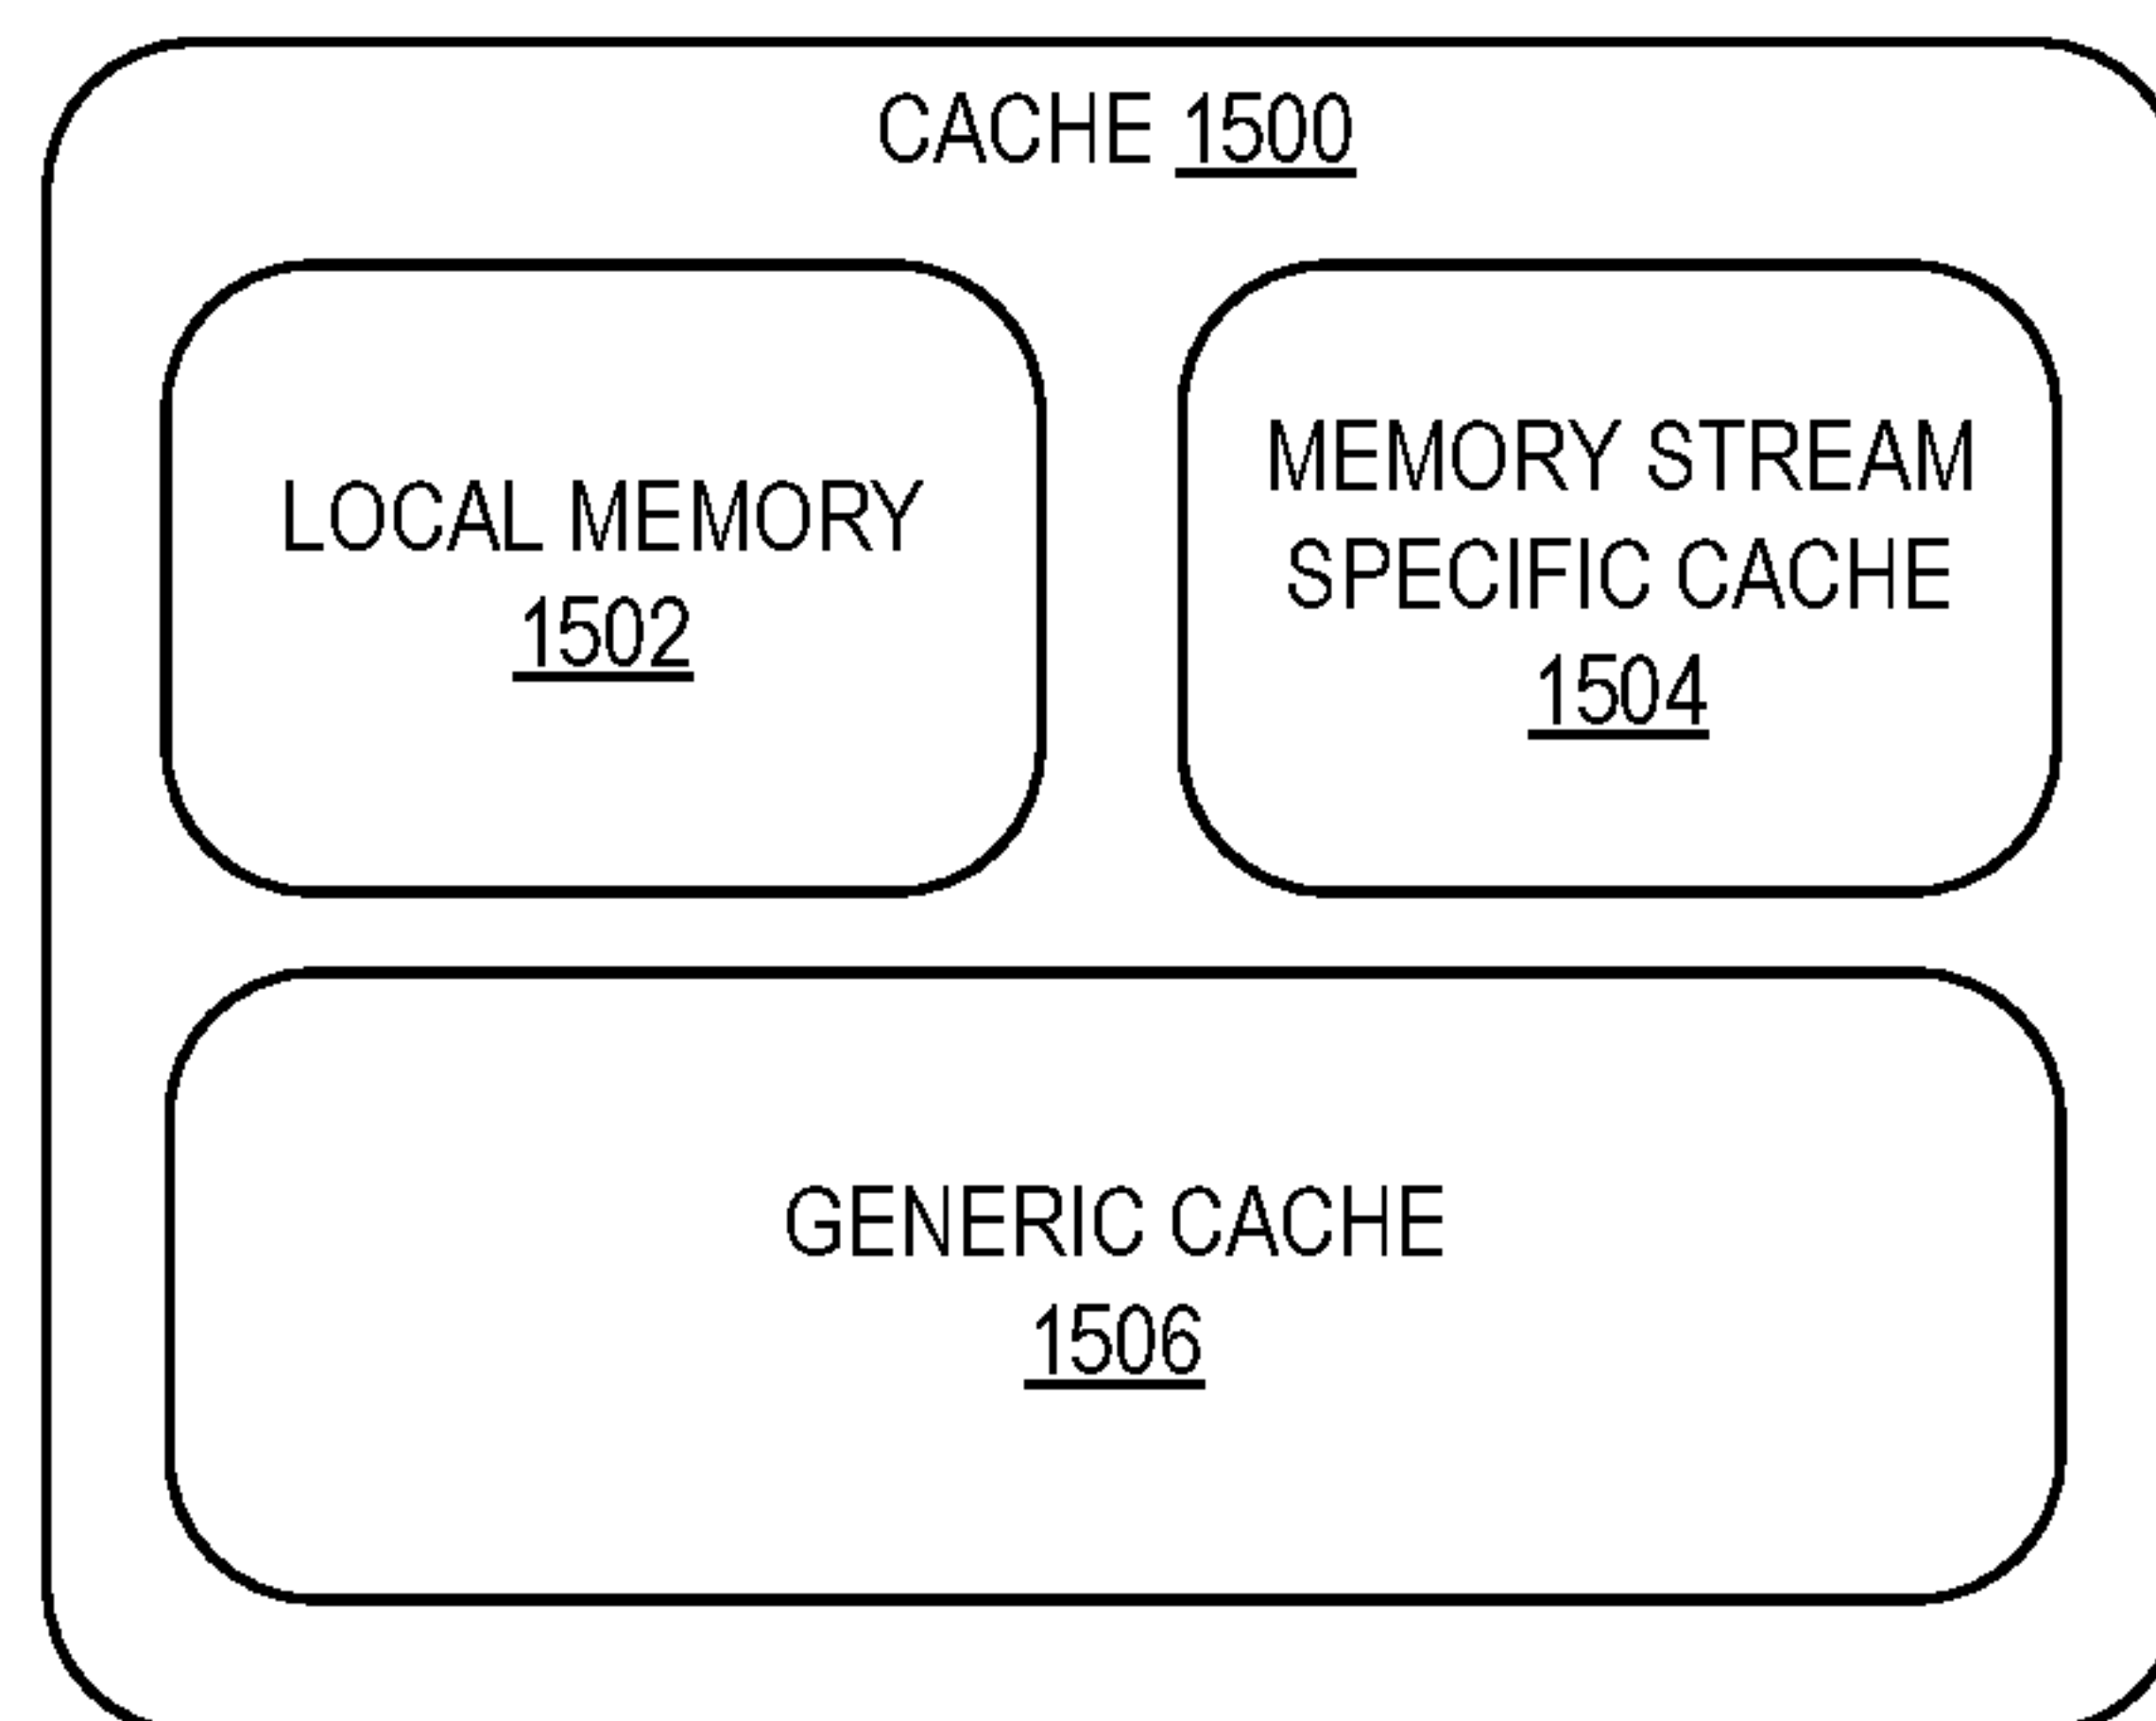 CACHE 1500
LOCAL MEMORY
1502
MEMORY STREAM
SPECIFIC CACHE
1504
GENERIC CACHE
1506